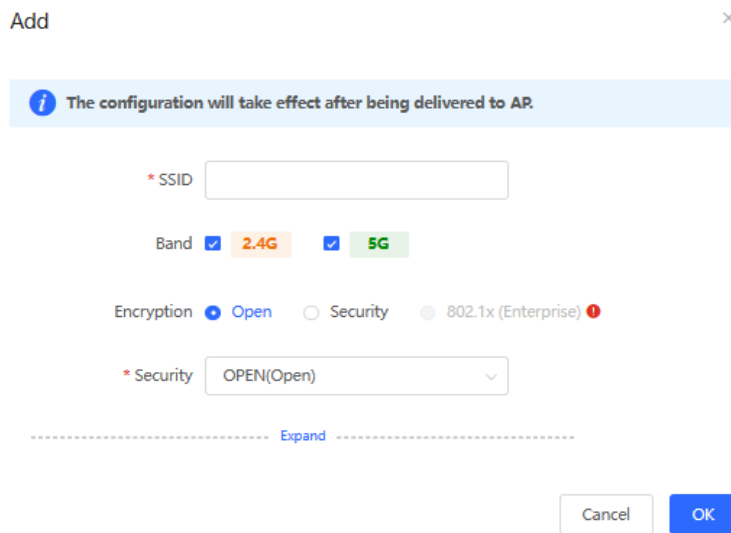 Add
The configuration will take effect after being delivered to AP.
* SSID
Band 2.4G 5G
Encryption Open Security 802.1x (Enterprise)
* Security OPEN(Open)
Expand
Cancel OK